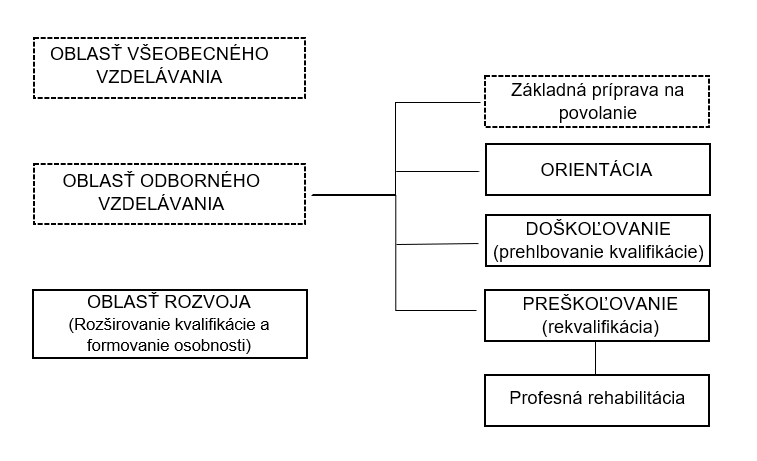 OBLASŤ VŠEOBECNÉHO
VZDELÁVANIA
OBLASŤ ODBORNÉHO
VZDELÁVANIA
OBLASŤ ROZVOJA
(Rozširovanie kvalifikácie a
formovanie osobnosti)
Základná príprava na
povolanie
ORIENTÁCIA
DOŠKOĽOVANIE
(prehlbovanie kvalifikácie)
PREŠKOĽOVANIE
(rekvalifikácia)
Profesná rehabilitácia